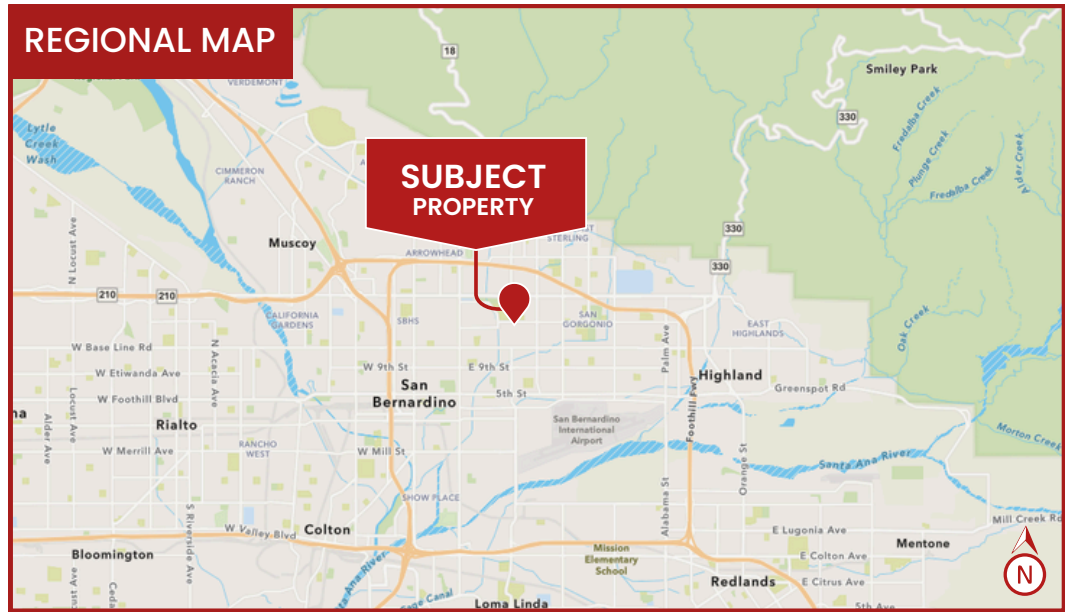 REGIONAL MAP
VERDEMONT
18
Smiley Park
330
Lytle
Creek
Wash
Fredalba Creek
Plunge Creek
Alder Creek
Fredalba Creek
CIMMERON
RANCH
SUBJECT
PROPERTY
N Locust Ave
Muscoy
ARROWHEAD
STERLING
330
330
210
210
CALIFORNIA
GARDENS
SBHS
SAN
GORGONIO
EAST
HIGHLANDS
Oak Creek
W Base Line Rd
N Acacia Ave
Palm Ave
W Etiwanda Ave
W 9th St
E 9th St
Highland
San
Bernardino
5th St
Greenspot Rd
W Foothill Blvd
Locust Ave
Alder Ave
Rialto
San Bernardino
International
Airport
Foothill Fwy
Morton Creek
W Merrill Ave
RANCHO
WEST
W Mill St
Orange St
Santa Ana River
SHOW PLACE
Alabama St
S Riverside Ave
W Valley Blvd
Colton
E Lugonia Ave
Mill Creek Rd
Mentone
Bloomington
Mission
Elementary
School
E Colton Ave
Redlands
E Citrus Ave
N
Loma Linda
5th Ave